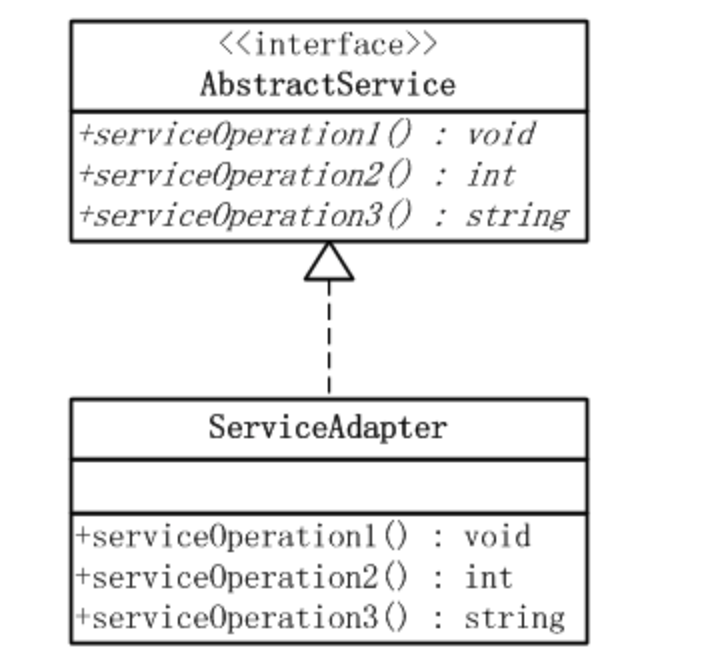 <<interface>>
AbstractService
+serviceOperation1() : void
+serviceOperation2() : int
+serviceOperation3() : string
ServiceAdapter
+serviceOperation1() : void
+serviceOperation2() : int
+serviceOperation3() : string